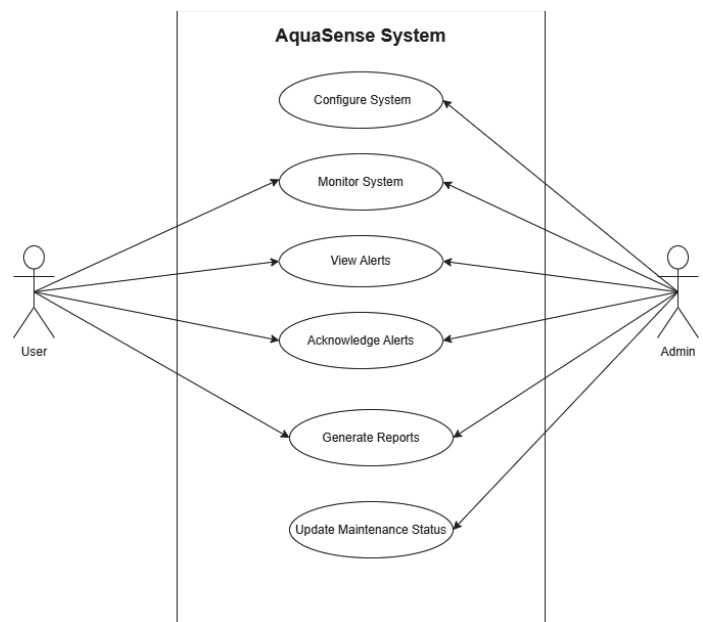 AquaSense System
Configure System
Monitor System
View Alerts
Acknowledge Alerts
User
Admin
Generate Reports
Update Maintenance Status